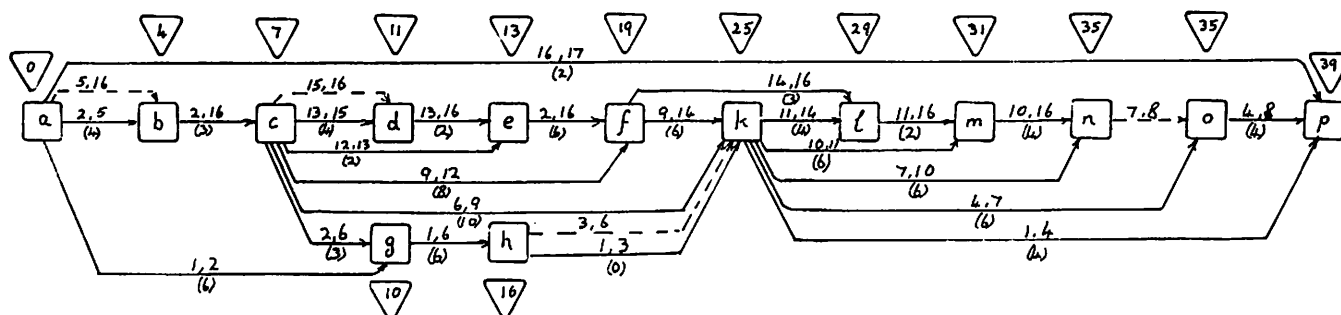 4 7 11 13 19 25 29 31 35 35
0 16,17 39
(2)
5,16 15,16 14,16
(3)
a 2,5 b 2,16 c 13,15 d 13,16 e 2,16 f 9,14 k 11,14 l 11,16 m 10,16 n 7,8 o 4,8 p
(4) (3) (4) (2) (6) (6) (4) (2) (4) (4)
12,13 10,11
(2) (6)
9,12 7,10
(8) (6)
6,9 4,7
(10) (6)
2,6 g 1,6 h 3,6 1,4
(3) (6) 1,3 (4)
(0)
1,2
(6)
10 16